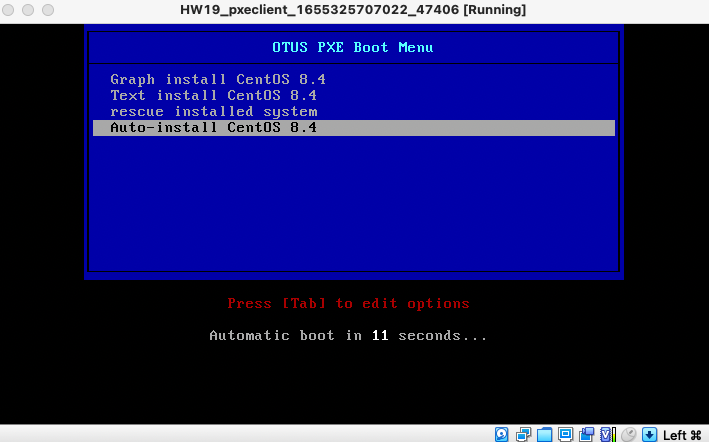 HW19_pxeclient_1655325707022_47406 [Running]
OTUS PXE Boot Menu
Graph install CentOS 8.4
Text install CentOS 8.4
rescue installed system
Auto-install CentOS 8.4
Press [Tab] to edit options
Automatic boot in 11 seconds...
Left ⌘